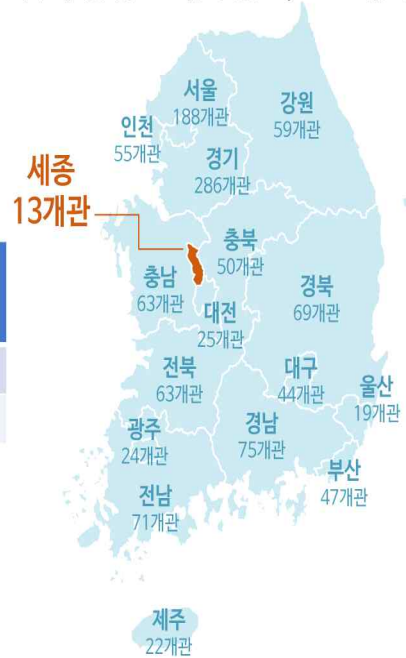 서울
188개관
강원
59개관
인천
55개관
경기
286개관
세종
13개관
충북
50개관
충남
63개관
경북
69개관
대전
25개관
전북
63개관
대구
44개관
울산
19개관
광주
24개관
경남
75개관
부산
47개관
전남
71개관
제주
22개관